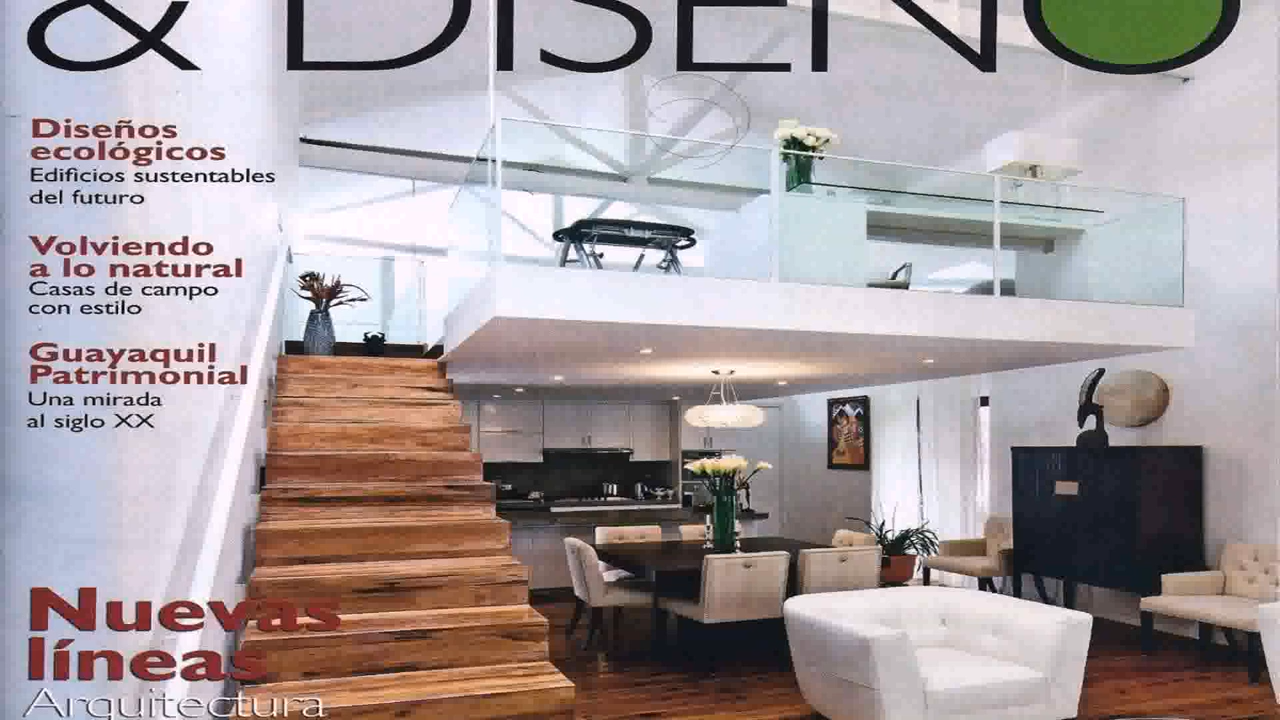 & DISEÑO
Diseños
ecológicos
Edificios sustentables
del futuro
Volviendo
a lo natural
Casas de campo
con estilo
Guayaquil
Patrimonial
Una mirada
al siglo XX
Nuevas
líneas
Arquitectura